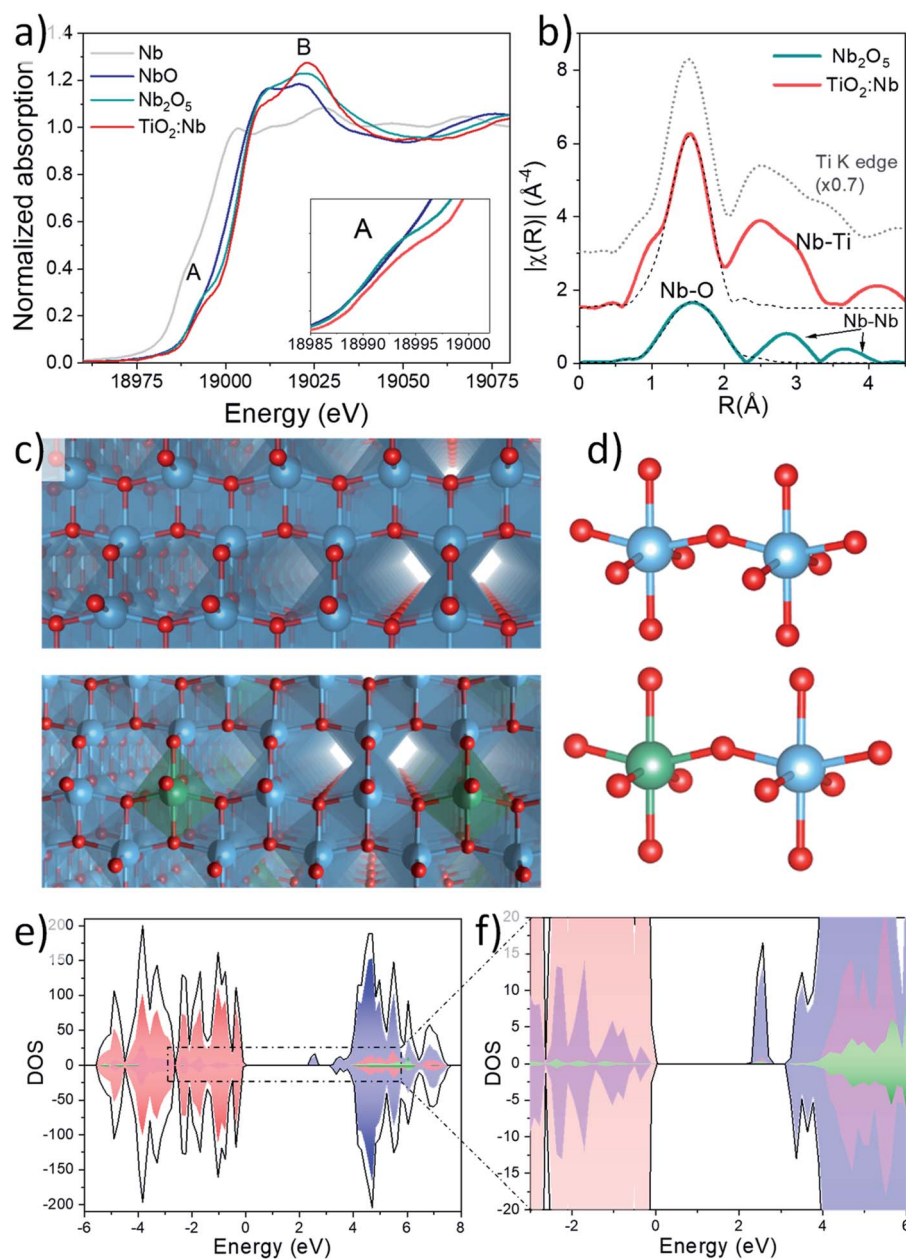 a)
Nb
NbO
Nb₂O₅
TiO₂:Nb
B
A
A
Normalized absorption
1.4
1.2
1.0
0.8
0.6
0.4
0.2
0.0
18985 18990 18995 19000
18975 19000 19025 19050 19080
Energy (eV)
b)
Nb₂O₅
TiO₂:Nb
Ti K edge
(x0.7)
Nb-Ti
Nb-O
Nb-Nb
|χ(R)| (Å⁻⁴)
8
6
4
2
0
0 1 2 3 4
R(Å)
c)
d)
e)
DOS
200
150
100
50
0
-50
-100
-150
-200
-6 -4 -2 0 2 4 6 8
Energy (eV)
f)
DOS
20
15
10
5
0
-5
-10
-15
-20
-2 0 2 4 6
Energy (eV)